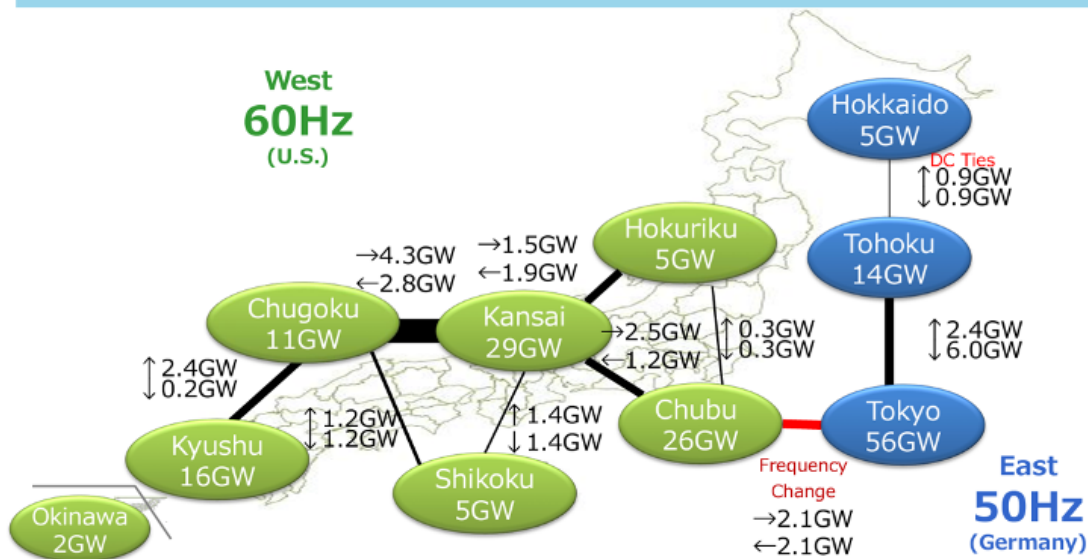 West
60Hz
(U.S.)
Hokkaido
5GW
DC Ties
↑0.9GW
↓0.9GW
Hokuriku
5GW
Tohoku
14GW
→1.5GW
←1.9GW
→4.3GW
←2.8GW
Chugoku
11GW
Kansai
29GW
→2.5GW
←1.2GW
↑0.3GW
↓0.3GW
↑2.4GW
↓6.0GW
↑2.4GW
↓0.2GW
↑1.2GW
↓1.2GW
↑1.4GW
↓1.4GW
Chubu
26GW
Tokyo
56GW
Kyushu
16GW
Shikoku
5GW
Frequency
Change
→2.1GW
←2.1GW
East
50Hz
(Germany)
Okinawa
2GW